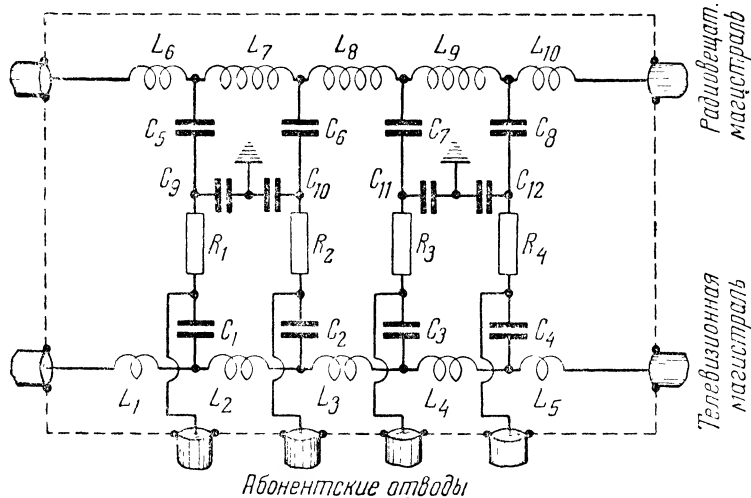 L6 L7 L8 L9 L10
C5 C6 C7 C8
C9 C10 C11 C12
R1 R2 R3 R4
C1 C2 C3 C4
L1 L2 L3 L4 L5
Радиовещат.
магистраль
Телевизионная
магистраль
Абонентские отводы